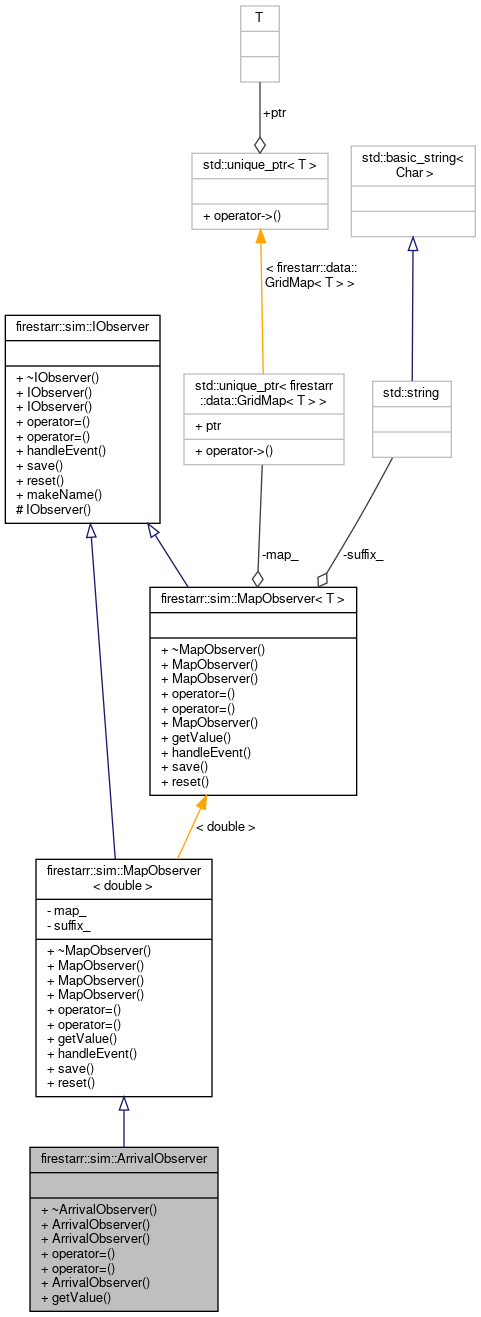 T
+ptr
std::unique_ptr< T >
+ operator->()
std::basic_string<
Char >
< firestarr::data::
GridMap< T > >
firestarr::sim::IObserver
+ ~IObserver()
+ IObserver()
+ IObserver()
+ operator=()
+ operator=()
+ handleEvent()
+ save()
+ reset()
+ makeName()
# IObserver()
std::unique_ptr< firestarr
::data::GridMap< T > >
+ ptr
+ operator->()
std::string
-map_
-suffix_
firestarr::sim::MapObserver< T >
+ ~MapObserver()
+ MapObserver()
+ MapObserver()
+ operator=()
+ operator=()
+ MapObserver()
+ getValue()
+ handleEvent()
+ save()
+ reset()
< double >
firestarr::sim::MapObserver
< double >
- map_
- suffix_
+ ~MapObserver()
+ MapObserver()
+ MapObserver()
+ MapObserver()
+ operator=()
+ operator=()
+ getValue()
+ handleEvent()
+ save()
+ reset()
firestarr::sim::ArrivalObserver
+ ~ArrivalObserver()
+ ArrivalObserver()
+ ArrivalObserver()
+ operator=()
+ operator=()
+ ArrivalObserver()
+ getValue()